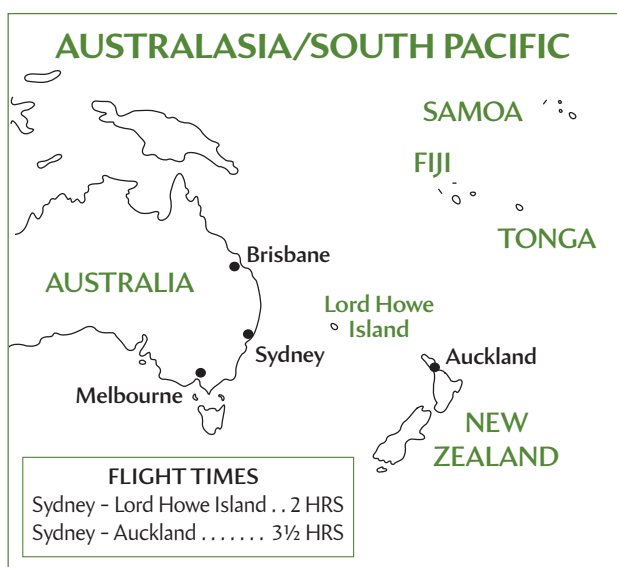 AUSTRALASIA/SOUTH PACIFIC
SAMOA
FIJI
TONGA
Brisbane
AUSTRALIA
Lord Howe
Island
Sydney
Auckland
Melbourne
NEW
ZEALAND
FLIGHT TIMES
Sydney – Lord Howe Island . . 2 HRS
Sydney – Auckland . . . . . . . 3½ HRS